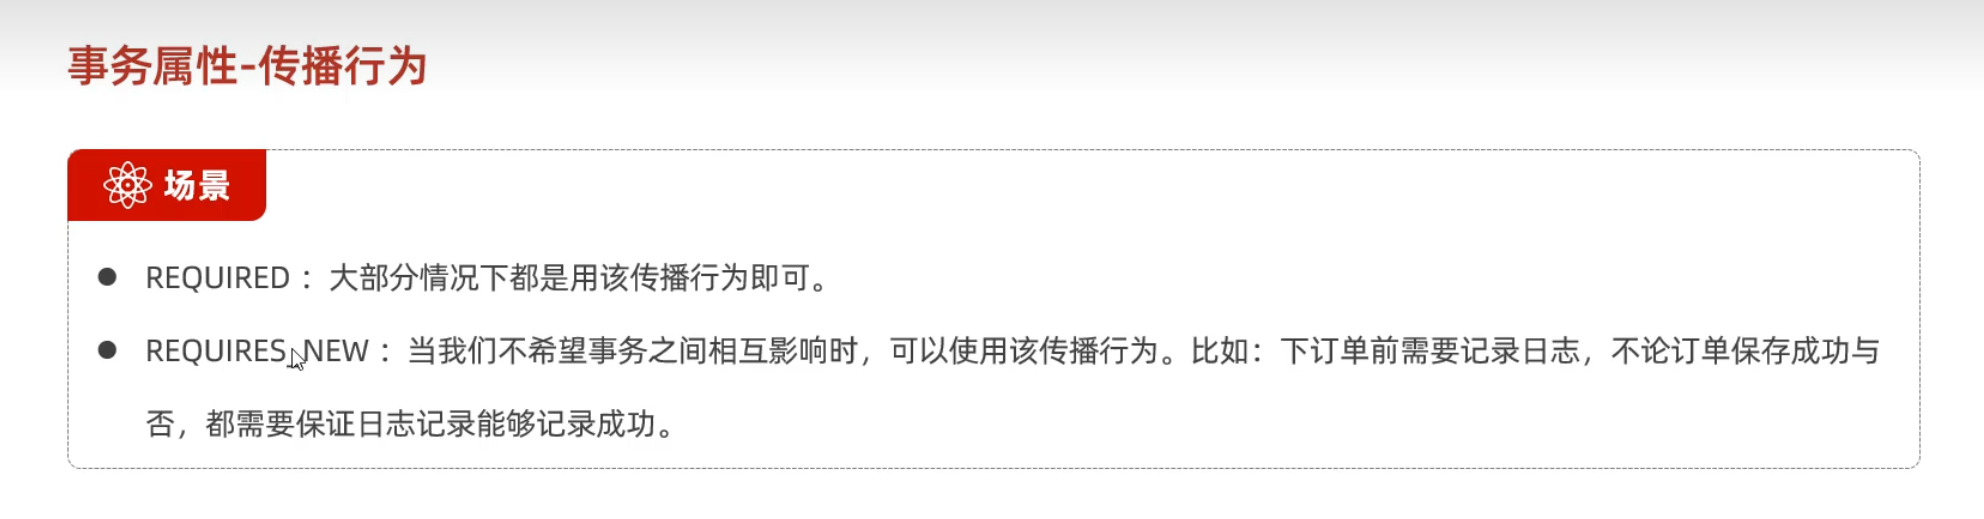 事务属性-传播行为
场景
REQUIRED： 大部分情况下都是用该传播行为即可。
REQUIRES_NEW： 当我们不希望事务之间相互影响时，可以使用该传播行为。比如：下订单前需要记录日志，不论订单保存成功与
否，都需要保证日志记录能够记录成功。